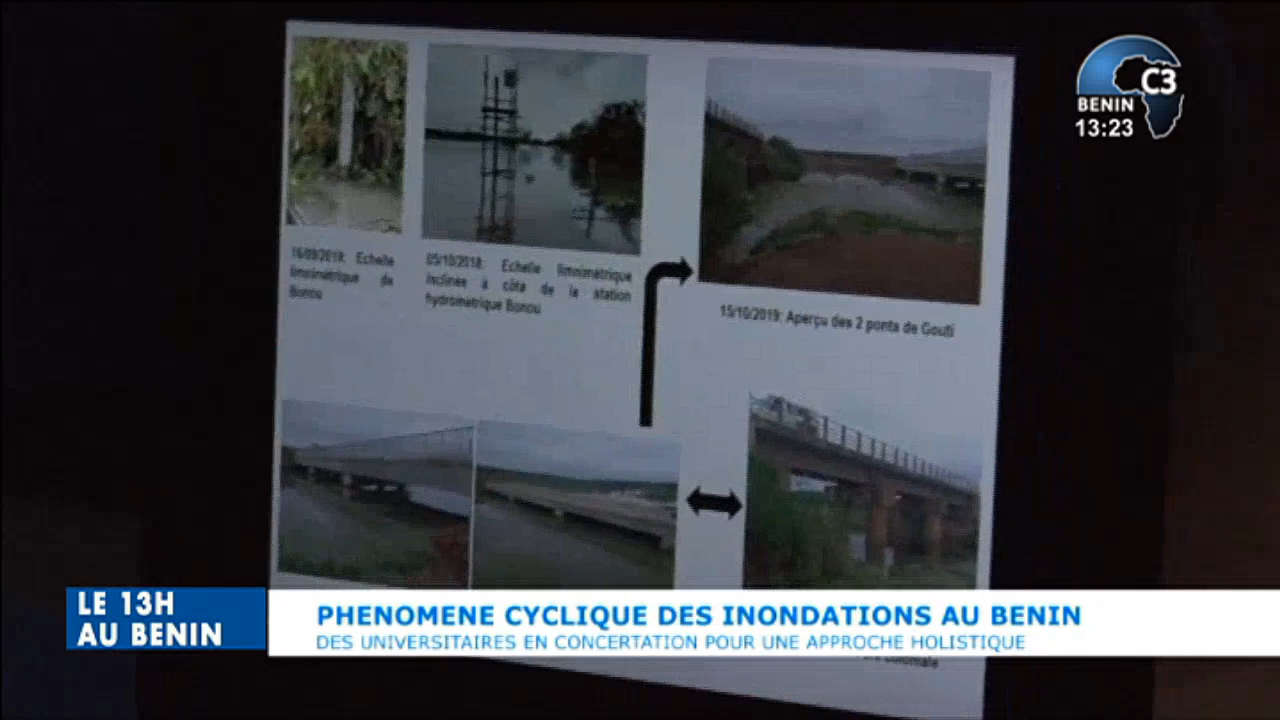 C3
BENIN
13:23
16/09/2019: Echelle
limnimétrique de
Bonou
05/10/2018: Echelle limnimétrique
inclinée à côté de la station
hydrometrique Bonou
15/10/2019: Aperçu des 2 ponts de Gouti
LE 13H
AU BENIN
PHENOMENE CYCLIQUE DES INONDATIONS AU BENIN
DES UNIVERSITAIRES EN CONCERTATION POUR UNE APPROCHE HOLISTIQUE
coloniale